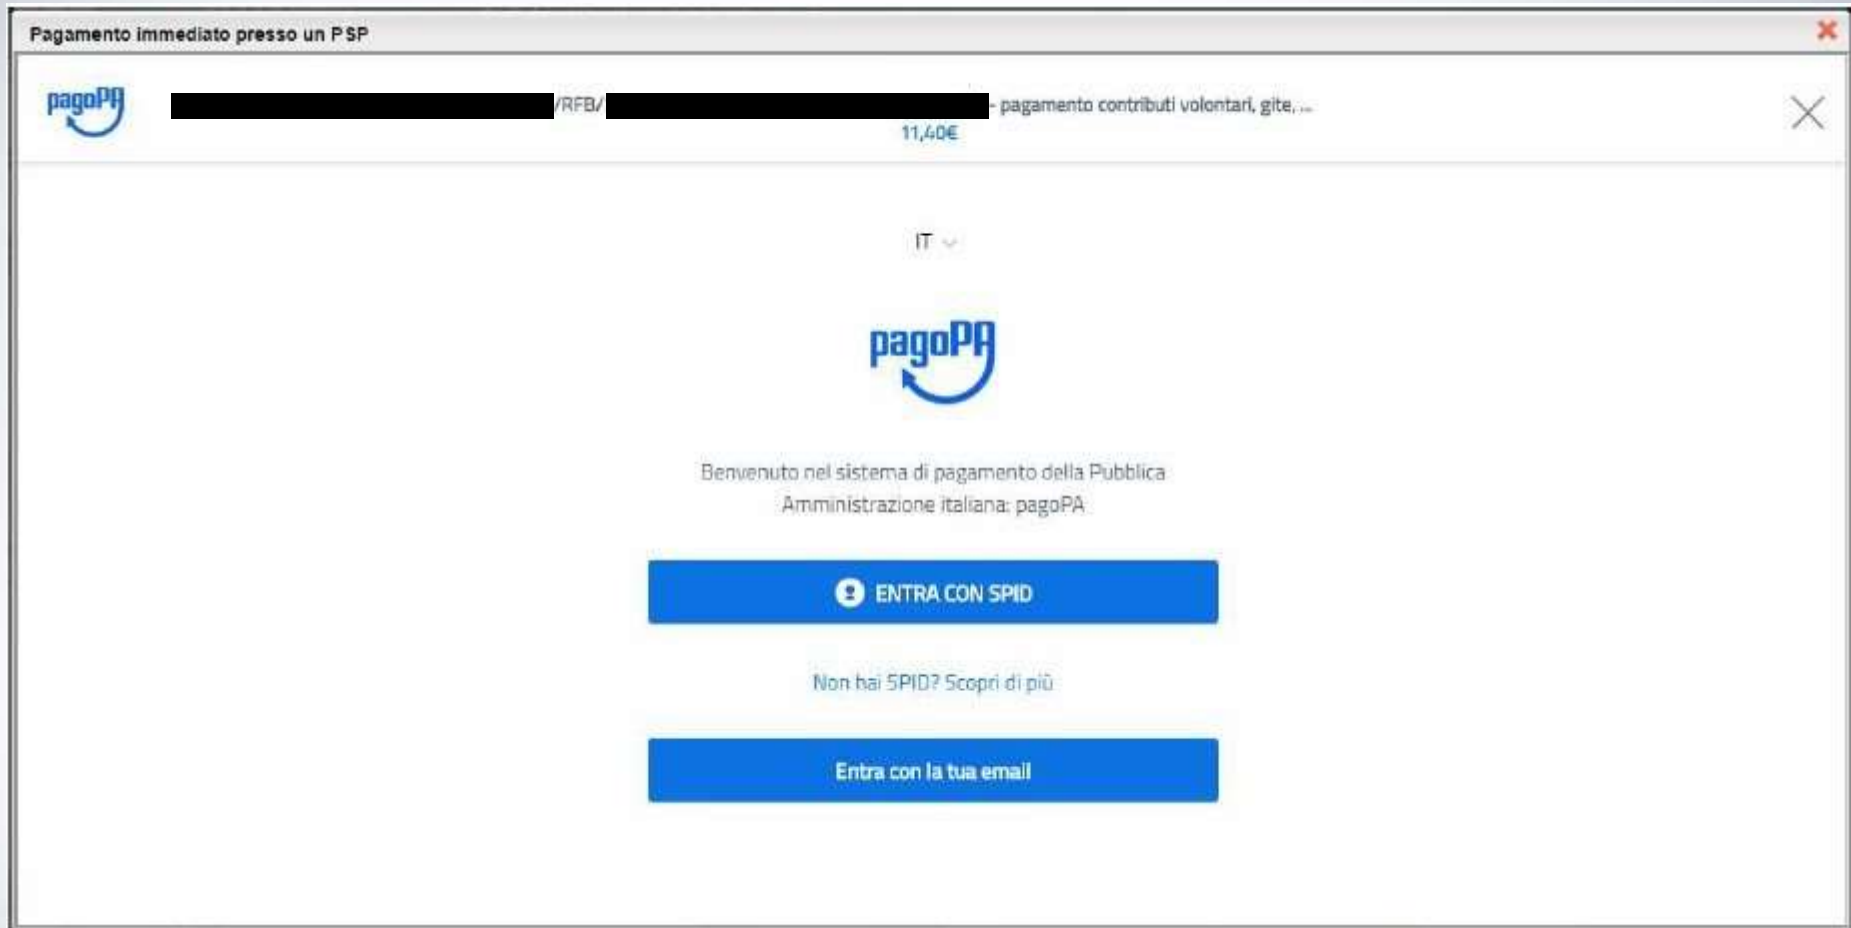 Pagamento immediato presso un PSP
pagoPA
/RFB/ - pagamento contributi volontari, gite, ...
11,40€
IT
pagoPA
Benvenuto nel sistema di pagamento della Pubblica
Amministrazione italiana: pagoPA
ENTRA CON SPID
Non hai SPID? Scopri di più
Entra con la tua email